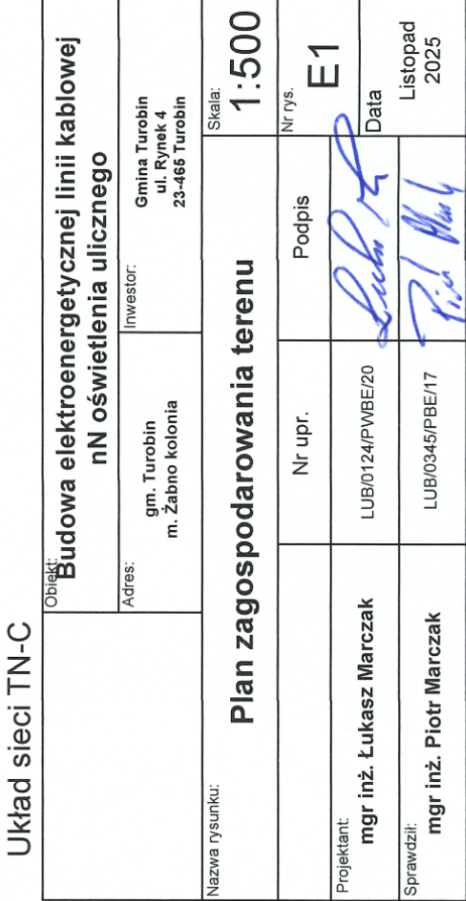 Układ sieci TN-C
Obiekt:
Budowa elektroenergetycznej linii kablowej
nN oświetlenia ulicznego
Adres:
gm. Turobin
m. Żabno kolonia
Inwestor:
Gmina Turobin
ul. Rynek 4
23-465 Turobin
Nazwa rysunku:
Plan zagospodarowania terenu
Skala:
1:500
Nr upr.
Podpis
Nr rys.
E1
Projektant:
mgr inż. Łukasz Marczak
LUB/0124/PWBE/20
Data
Sprawdził:
mgr inż. Piotr Marczak
LUB/0345/PBE/17
Listopad
2025